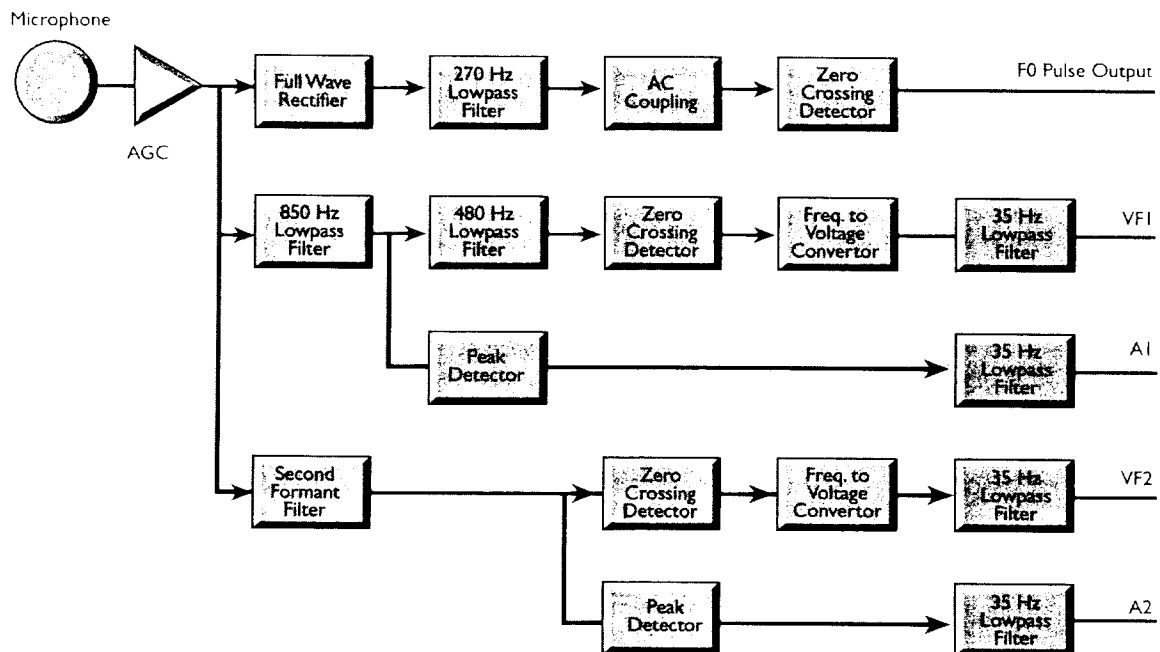 Microphone
AGC
Full Wave
Rectifier
270 Hz
Lowpass
Filter
AC
Coupling
Zero
Crossing
Detector
F0 Pulse Output
850 Hz
Lowpass
Filter
480 Hz
Lowpass
Filter
Zero
Crossing
Detector
Freq. to
Voltage
Convertor
35 Hz
Lowpass
Filter
VF1
Peak
Detector
35 Hz
Lowpass
Filter
A1
Second
Formant
Filter
Zero
Crossing
Detector
Freq. to
Voltage
Convertor
35 Hz
Lowpass
Filter
VF2
Peak
Detector
35 Hz
Lowpass
Filter
A2